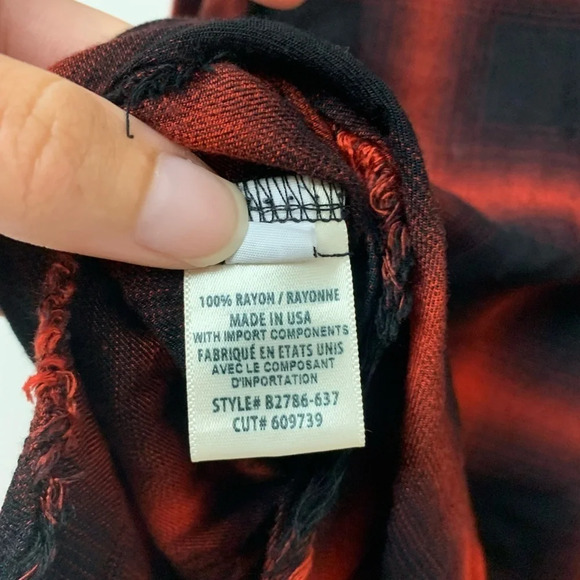 100% RAYON / RAYONNE
MADE IN USA
WITH IMPORT COMPONENTS
FABRIQUÉ EN ETATS UNIS
AVEC LE COMPOSANT
D'INPORTATION
STYLE# B2786-637
CUT# 609739